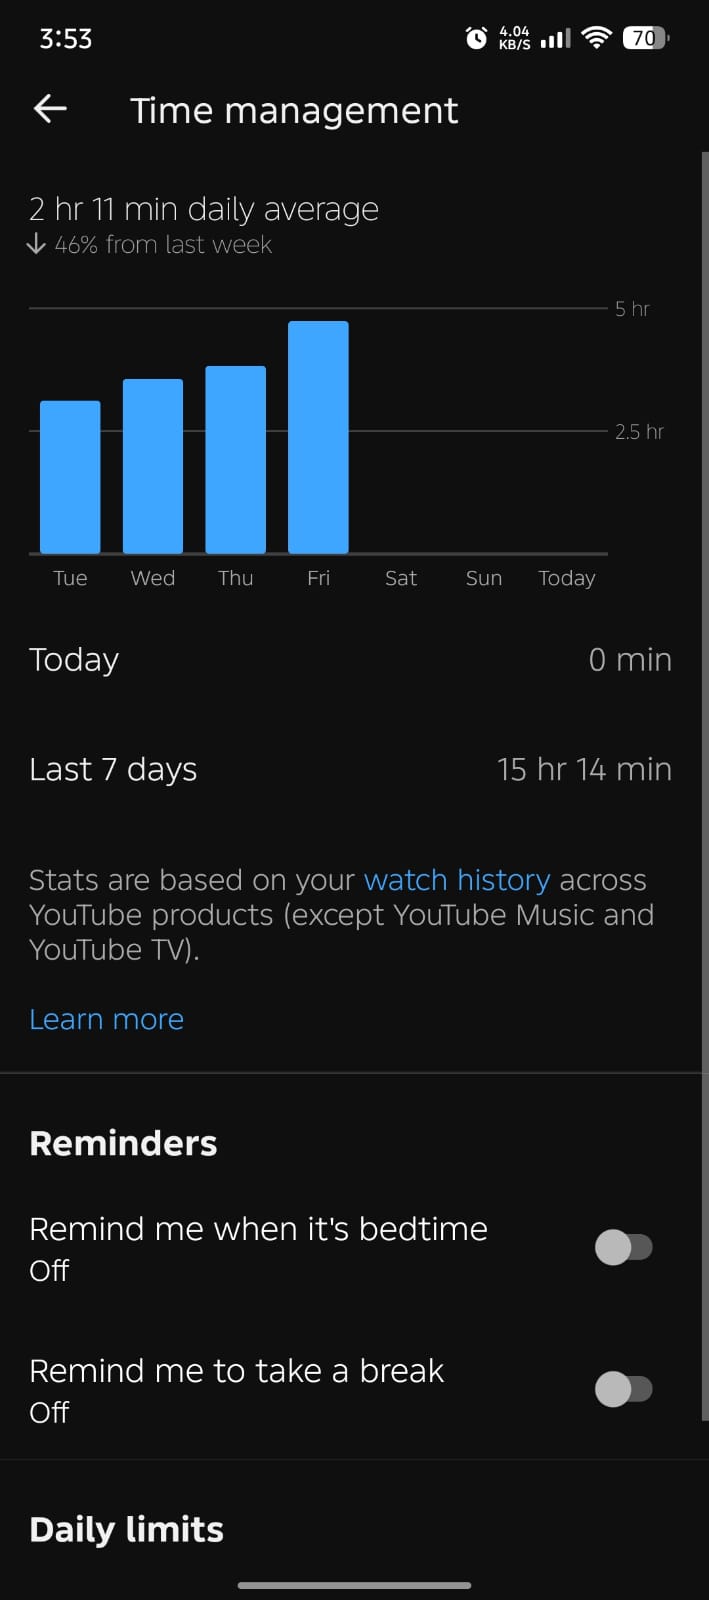 3:53
4.04
KB/S
70
Time management
2 hr 11 min daily average
↓ 46% from last week
5 hr
2.5 hr
Tue Wed Thu Fri Sat Sun Today
Today 0 min
Last 7 days 15 hr 14 min
Stats are based on your watch history across
YouTube products (except YouTube Music and
YouTube TV).
Learn more
Reminders
Remind me when it's bedtime
Off
Remind me to take a break
Off
Daily limits